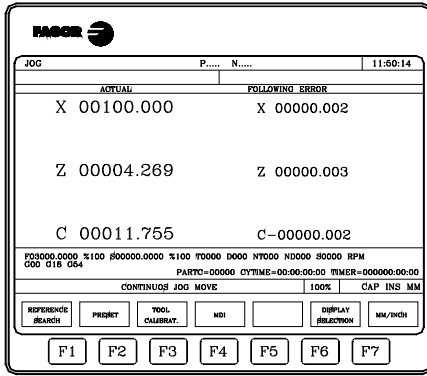 FAGOR
JOG P..... N..... 11:50:14
ACTUAL FOLLOWING ERROR
X 00100.000 X 00000.002
Z 00004.269 Z 00000.003
C 00011.755 C-00000.002
F03000.0000 %100 S00000.0000 %100 T0000 D000 NT000 ND000 S0000 RPM
G00 G18 G54
PARTC=00000 CYTIME=00:00:00:00 TIMER=000000:00:00
CONTINUOS JOG MOVE 100% CAP INS MM
REFERENCE SEARCH PRESET TOOL CALIBRAT. MDI DISPLAY SELECTION MM/INCH
F1 F2 F3 F4 F5 F6 F7